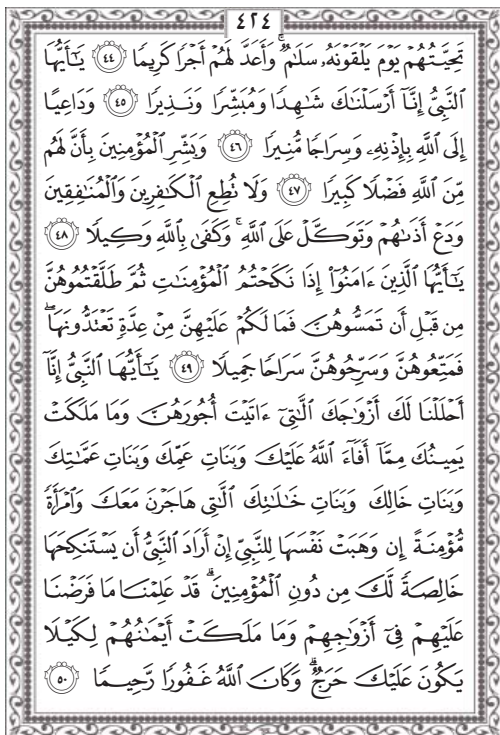 ٤٢٤
تَحِيَّتُهُمْ يَوْمَ يَلْقَوْنَهُۥ سَلَٰمٌ ۚ وَأَعَدَّ لَهُمْ أَجْرًا كَرِيمًا ﴿٤٤﴾ يَٰٓأَيُّهَا
ٱلنَّبِىُّ إِنَّآ أَرْسَلْنَٰكَ شَٰهِدًا وَمُبَشِّرًا وَنَذِيرًا ﴿٤٥﴾ وَدَاعِيًا
إِلَى ٱللَّهِ بِإِذْنِهِۦ وَسِرَاجًا مُّنِيرًا ﴿٤٦﴾ وَبَشِّرِ ٱلْمُؤْمِنِينَ بِأَنَّ لَهُم
مِّنَ ٱللَّهِ فَضْلًا كَبِيرًا ﴿٤٧﴾ وَلَا تُطِعِ ٱلْكَٰفِرِينَ وَٱلْمُنَٰفِقِينَ
وَدَعْ أَذَىٰهُمْ وَتَوَكَّلْ عَلَى ٱللَّهِ ۚ وَكَفَىٰ بِٱللَّهِ وَكِيلًا ﴿٤٨﴾
يَٰٓأَيُّهَا ٱلَّذِينَ ءَامَنُوٓا۟ إِذَا نَكَحْتُمُ ٱلْمُؤْمِنَٰتِ ثُمَّ طَلَّقْتُمُوهُنَّ
مِن قَبْلِ أَن تَمَسُّوهُنَّ فَمَا لَكُمْ عَلَيْهِنَّ مِنْ عِدَّةٍ تَعْتَدُّونَهَا ۖ
فَمَتِّعُوهُنَّ وَسَرِّحُوهُنَّ سَرَاحًا جَمِيلًا ﴿٤٩﴾ يَٰٓأَيُّهَا ٱلنَّبِىُّ إِنَّآ
أَحْلَلْنَا لَكَ أَزْوَٰجَكَ ٱلَّٰتِىٓ ءَاتَيْتَ أُجُورَهُنَّ وَمَا مَلَكَتْ
يَمِينُكَ مِمَّآ أَفَآءَ ٱللَّهُ عَلَيْكَ وَبَنَاتِ عَمِّكَ وَبَنَاتِ عَمَّٰتِكَ
وَبَنَاتِ خَالِكَ وَبَنَاتِ خَٰلَٰتِكَ ٱلَّٰتِى هَاجَرْنَ مَعَكَ وَٱمْرَأَةً
مُّؤْمِنَةً إِن وَهَبَتْ نَفْسَهَا لِلنَّبِىِّ إِنْ أَرَادَ ٱلنَّبِىُّ أَن يَسْتَنكِحَهَا
خَالِصَةً لَّكَ مِن دُونِ ٱلْمُؤْمِنِينَ ۗ قَدْ عَلِمْنَا مَا فَرَضْنَا
عَلَيْهِمْ فِىٓ أَزْوَٰجِهِمْ وَمَا مَلَكَتْ أَيْمَٰنُهُمْ لِكَيْلَا
يَكُونَ عَلَيْكَ حَرَجٌ ۗ وَكَانَ ٱللَّهُ غَفُورًا رَّحِيمًا ﴿٥٠﴾